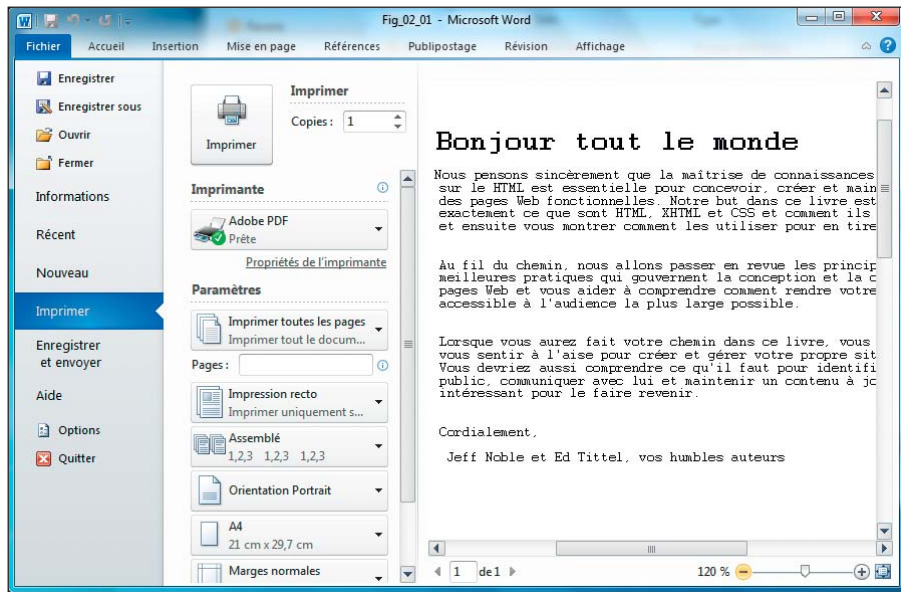 Fig_02_01 - Microsoft Word
Fichier Accueil Insertion Mise en page Références Publipostage Révision Affichage
Enregistrer
Enregistrer sous
Ouvrir
Fermer
Informations
Récent
Nouveau
Imprimer
Enregistrer
et envoyer
Aide
Options
Quitter
Imprimer
Imprimer
Copies : 1
Imprimante
Adobe PDF
Prête
Propriétés de l'imprimante
Paramètres
Imprimer toutes les pages
Imprimer tout le docum...
Pages :
Impression recto
Imprimer uniquement s...
Assemblé
1,2,3 1,2,3 1,2,3
Orientation Portrait
A4
21 cm x 29,7 cm
Marges normales
Bonjour tout le monde
Nous pensons sincèrement que la maîtrise de connaissances
sur le HTML est essentielle pour concevoir, créer et main
des pages Web fonctionnelles. Notre but dans ce livre est
exactement ce que sont HTML, XHTML et CSS et comment ils
et ensuite vous montrer comment les utiliser pour en tire
Au fil du chemin, nous allons passer en revue les princip
meilleures pratiques qui gouvernent la conception et la c
pages Web et vous aider à comprendre comment rendre votre
accessible à l'audience la plus large possible.
Lorsque vous aurez fait votre chemin dans ce livre, vous
vous sentir à l'aise pour créer et gérer votre propre sit
Vous devriez aussi comprendre ce qu'il faut pour identifi
public, communiquer avec lui et maintenir un contenu à jo
intéressant pour le faire revenir.
Cordialement,
Jeff Noble et Ed Tittel, vos humbles auteurs
1 de 1
120 %